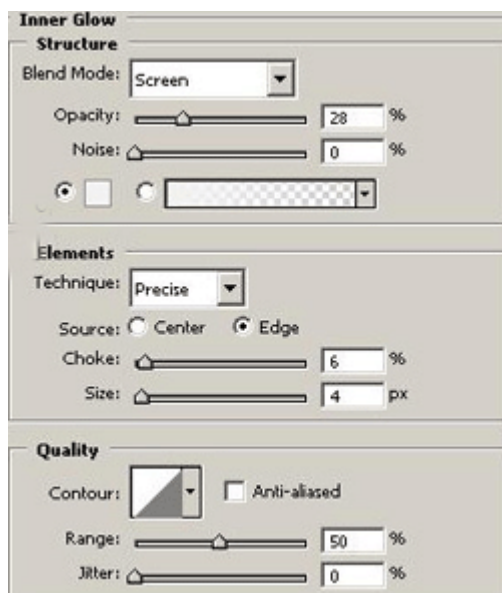 Inner Glow
Structure
Blend Mode: Screen
Opacity: 28 %
Noise: 0 %
Elements
Technique: Precise
Source: Center Edge
Choke: 6 %
Size: 4 px
Quality
Contour: Anti-aliased
Range: 50 %
Jitter: 0 %